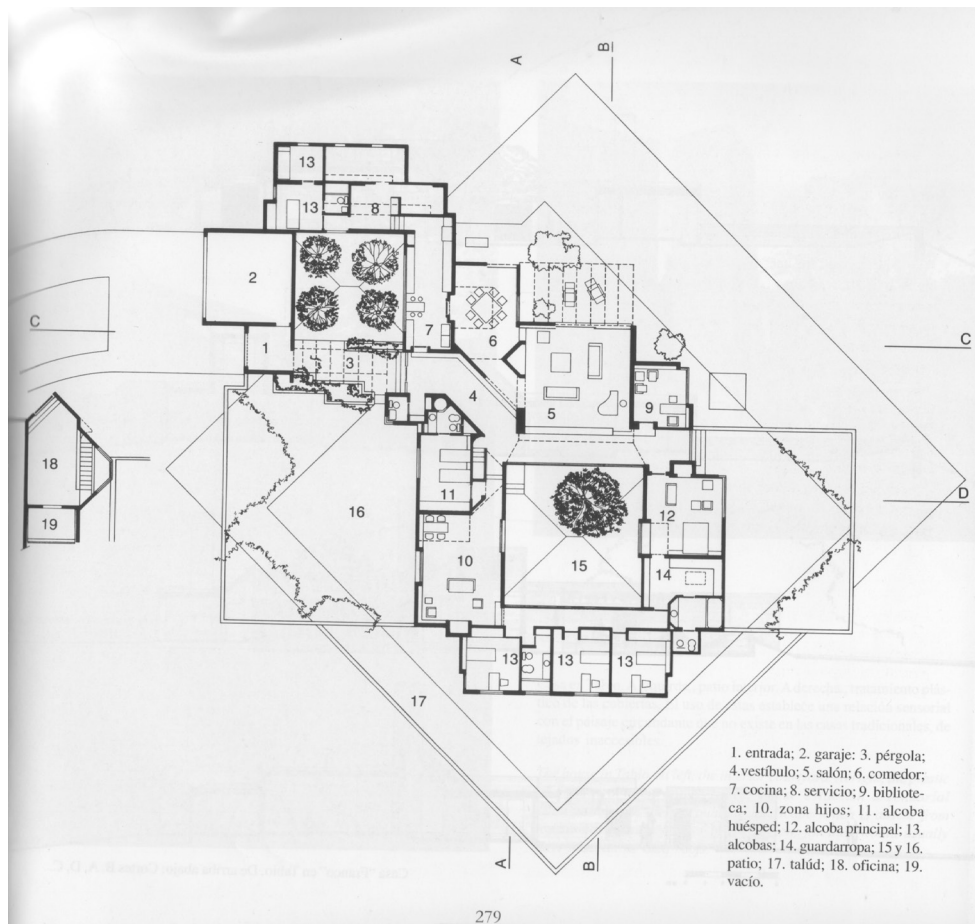 A
B
13
13
8
2
C
C
1
7
6
3
4
5
9
18
11
12
D
16
19
10
15
14
13
13
13
17
1. entrada; 2. garaje: 3. pérgola;
4.vestíbulo; 5. salón; 6. comedor;
7. cocina; 8. servicio; 9. bibliote-
ca; 10. zona hijos; 11. alcoba
huésped; 12. alcoba principal; 13.
alcobas; 14. guardarropa; 15 y 16.
patio; 17. talúd; 18. oficina; 19.
vacío.
A
B
279